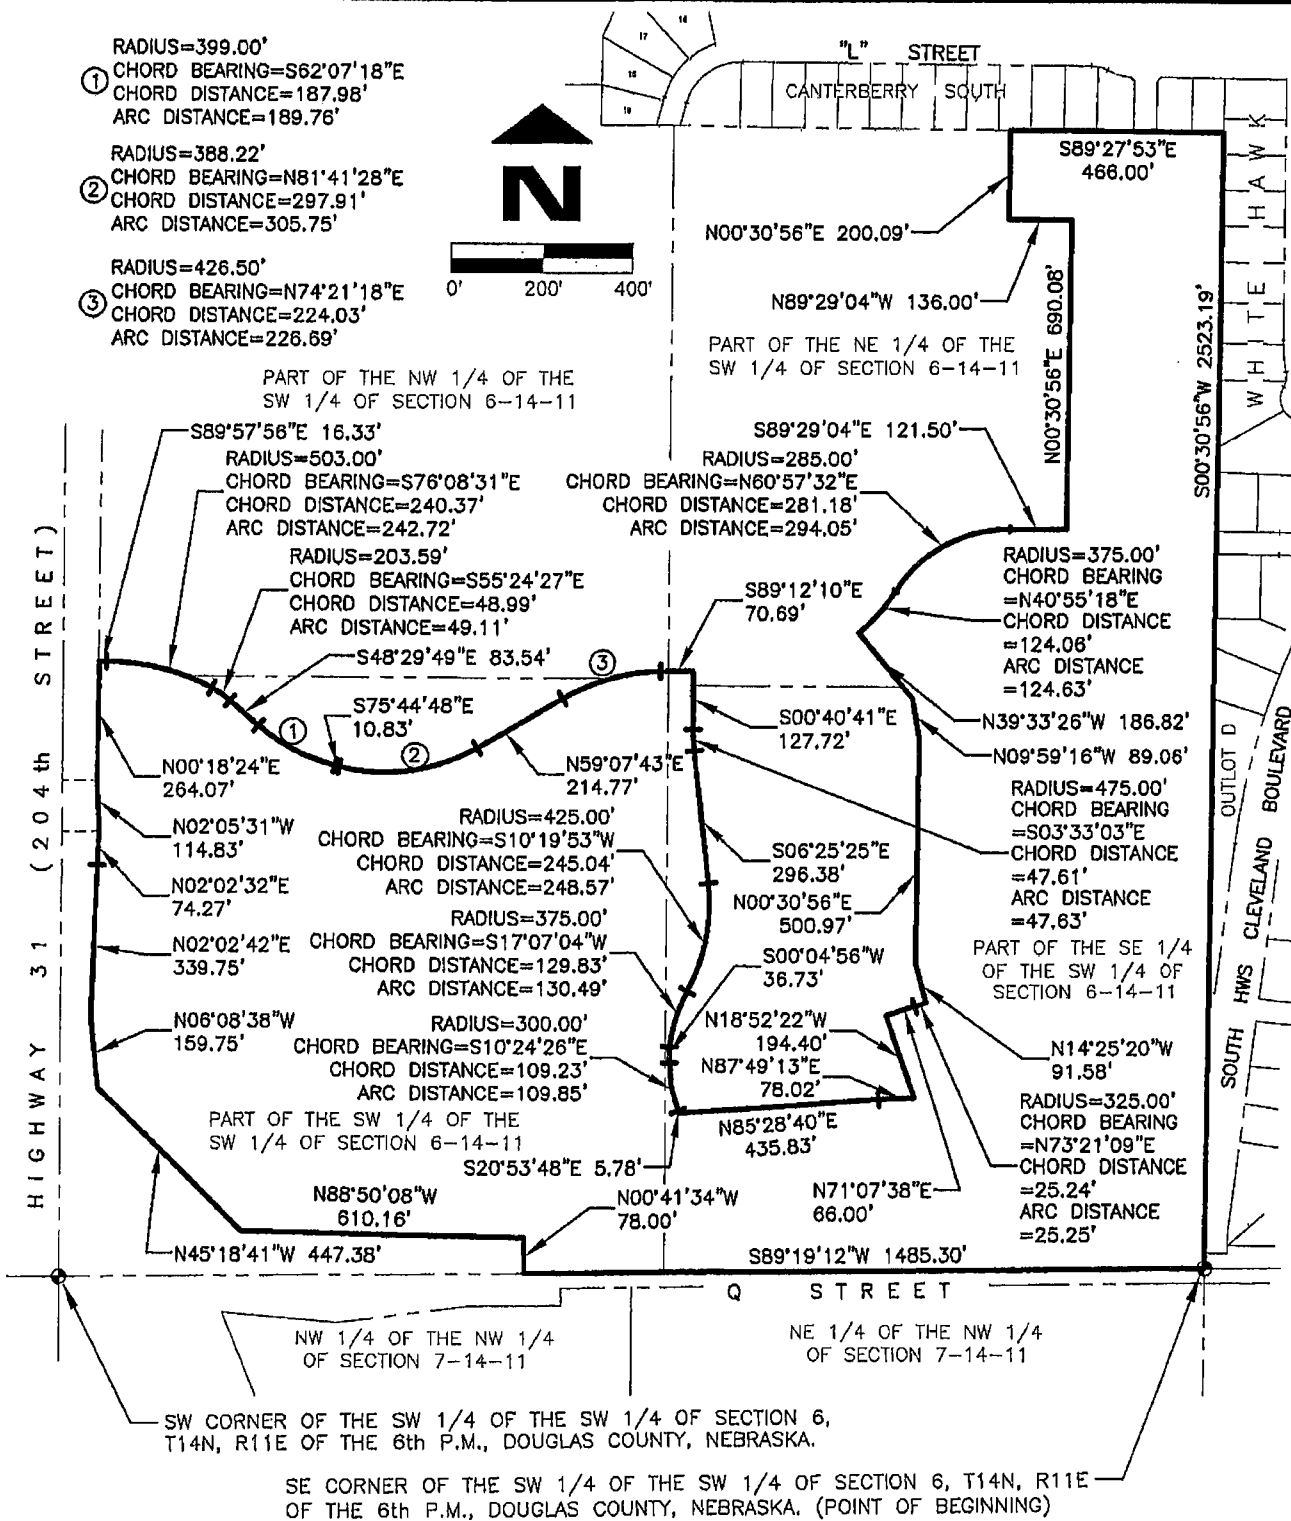 RADIUS=399.00'
① CHORD BEARING=S62°07'18"E
CHORD DISTANCE=187.98'
ARC DISTANCE=189.76'
RADIUS=388.22'
② CHORD BEARING=N81°41'28"E
CHORD DISTANCE=297.91'
ARC DISTANCE=305.75'
RADIUS=426.50'
③ CHORD BEARING=N74°21'18"E
CHORD DISTANCE=224.03'
ARC DISTANCE=226.69'
N
0' 200' 400'
16
17
18
19
"L" STREET
CANTERBERRY SOUTH
WHITE HAWK
S89°27'53"E
466.00'
N00°30'56"E 200.09'
N89°29'04"W 136.00'
N00°30'56"E 690.08'
S00°30'56"W 2523.19'
PART OF THE NE 1/4 OF THE
SW 1/4 OF SECTION 6-14-11
PART OF THE NW 1/4 OF THE
SW 1/4 OF SECTION 6-14-11
S89°57'56"E 16.33'
RADIUS=503.00'
CHORD BEARING=S76°08'31"E
CHORD DISTANCE=240.37'
ARC DISTANCE=242.72'
RADIUS=203.59'
CHORD BEARING=S55°24'27"E
CHORD DISTANCE=48.99'
ARC DISTANCE=49.11'
S48°29'49"E 83.54'
S89°29'04"E 121.50'
RADIUS=285.00'
CHORD BEARING=N60°57'32"E
CHORD DISTANCE=281.18'
ARC DISTANCE=294.05'
RADIUS=375.00'
CHORD BEARING
=N40°55'18"E
CHORD DISTANCE
=124.06'
ARC DISTANCE
=124.63'
S89°12'10"E
70.69'
③
①
②
S75°44'48"E
10.83'
N59°07'43"E
214.77'
S00°40'41"E
127.72'
N39°33'26"W 186.82'
N09°59'16"W 89.06'
HIGHWAY 31 (204th STREET)
N00°18'24"E
264.07'
N02°05'31"W
114.83'
N02°02'32"E
74.27'
N02°02'42"E
339.75'
N06°08'38"W
159.75'
RADIUS=425.00'
CHORD BEARING=S10°19'53"W
CHORD DISTANCE=245.04'
ARC DISTANCE=248.57'
RADIUS=375.00'
CHORD BEARING=S17°07'04"W
CHORD DISTANCE=129.83'
ARC DISTANCE=130.49'
RADIUS=300.00'
CHORD BEARING=S10°24'26"E
CHORD DISTANCE=109.23'
ARC DISTANCE=109.85'
S06°25'25"E
296.38'
N00°30'56"E
500.97'
S00°04'56"W
36.73'
RADIUS=475.00'
CHORD BEARING
=S03°33'03"E
CHORD DISTANCE
=47.61'
ARC DISTANCE
=47.63'
OUTLOT D
SOUTH HWS CLEVELAND BOULEVARD
PART OF THE SE 1/4
OF THE SW 1/4 OF
SECTION 6-14-11
N18°52'22"W
194.40'
N87°49'13"E
78.02'
N14°25'20"W
91.58'
RADIUS=325.00'
CHORD BEARING
=N73°21'09"E
CHORD DISTANCE
=25.24'
ARC DISTANCE
=25.25'
PART OF THE SW 1/4 OF THE
SW 1/4 OF SECTION 6-14-11
N85°28'40"E
435.83'
S20°53'48"E 5.78'
N71°07'38"E
66.00'
N88°50'08"W
610.16'
N00°41'34"W
78.00'
N45°18'41"W 447.38'
S89°19'12"W 1485.30'
Q STREET
NW 1/4 OF THE NW 1/4
OF SECTION 7-14-11
NE 1/4 OF THE NW 1/4
OF SECTION 7-14-11
SW CORNER OF THE SW 1/4 OF THE SW 1/4 OF SECTION 6,
T14N, R11E OF THE 6th P.M., DOUGLAS COUNTY, NEBRASKA.
SE CORNER OF THE SW 1/4 OF THE SW 1/4 OF SECTION 6, T14N, R11E
OF THE 6th P.M., DOUGLAS COUNTY, NEBRASKA. (POINT OF BEGINNING)